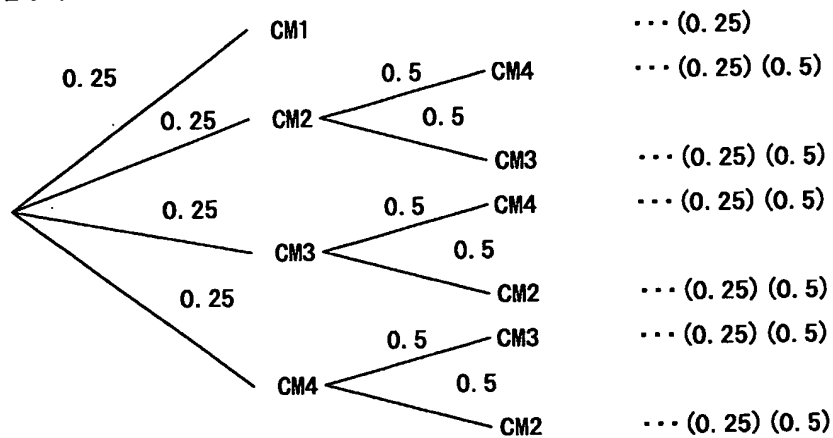 CM1 ···(0.25)
0.25
0.5 CM4 ···(0.25)(0.5)
0.25 CM2 0.5
CM3 ···(0.25)(0.5)
0.25 0.5 CM4 ···(0.25)(0.5)
CM3 0.5
0.25 CM2 ···(0.25)(0.5)
0.5 CM3 ···(0.25)(0.5)
CM4 0.5
CM2 ···(0.25)(0.5)